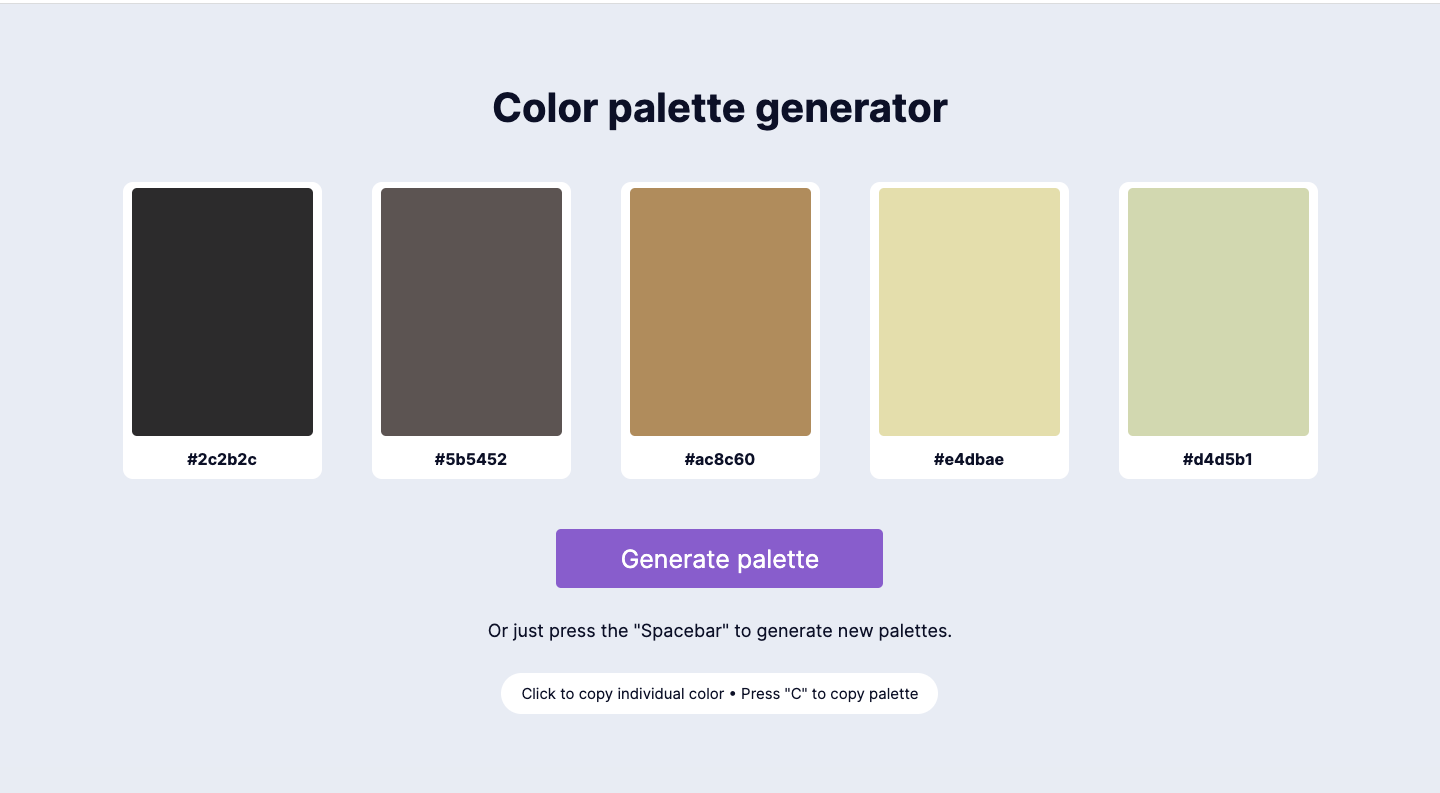 Color palette generator
#2c2b2c
#5b5452
#ac8c60
#e4dbae
#d4d5b1
Generate palette
Or just press the "Spacebar" to generate new palettes.
Click to copy individual color • Press "C" to copy palette